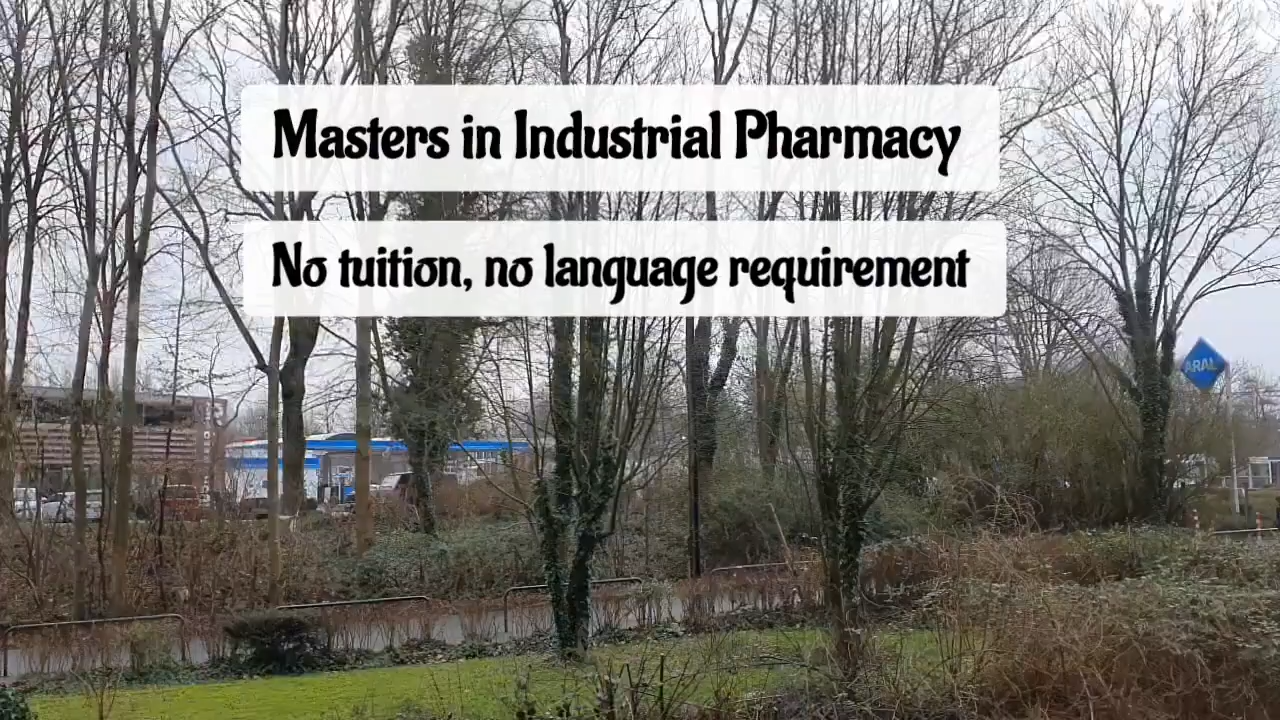 Masters in Industrial Pharmacy
No tuition, no language requirement
ARAL